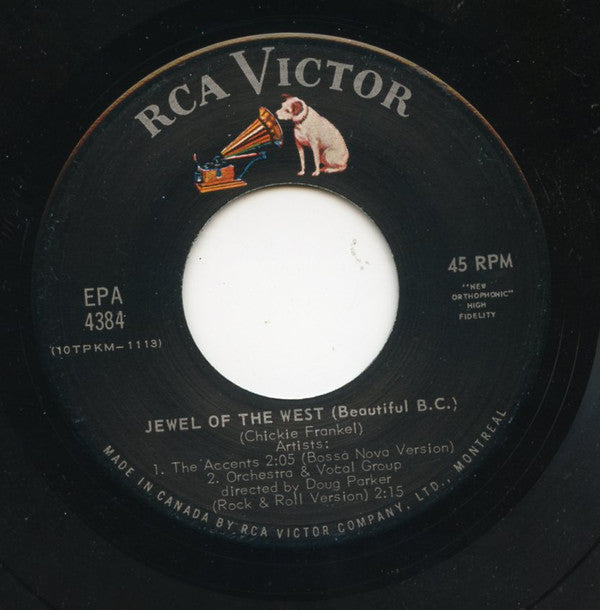 RCA VICTOR
EPA
4384
(10TPKM-1113)
45 RPM
"NEW
ORTHOPHONIC"
HIGH
FIDELITY
JEWEL OF THE WEST (Beautiful B.C.)
(Chickie Frankel)
Artists:
1. The Accents 2:05 (Bossa Nova Version)
2. Orchestra & Vocal Group
directed by Doug Parker
(Rock & Roll Version) 2:15
MADE IN CANADA BY RCA VICTOR COMPANY, LTD., MONTREAL